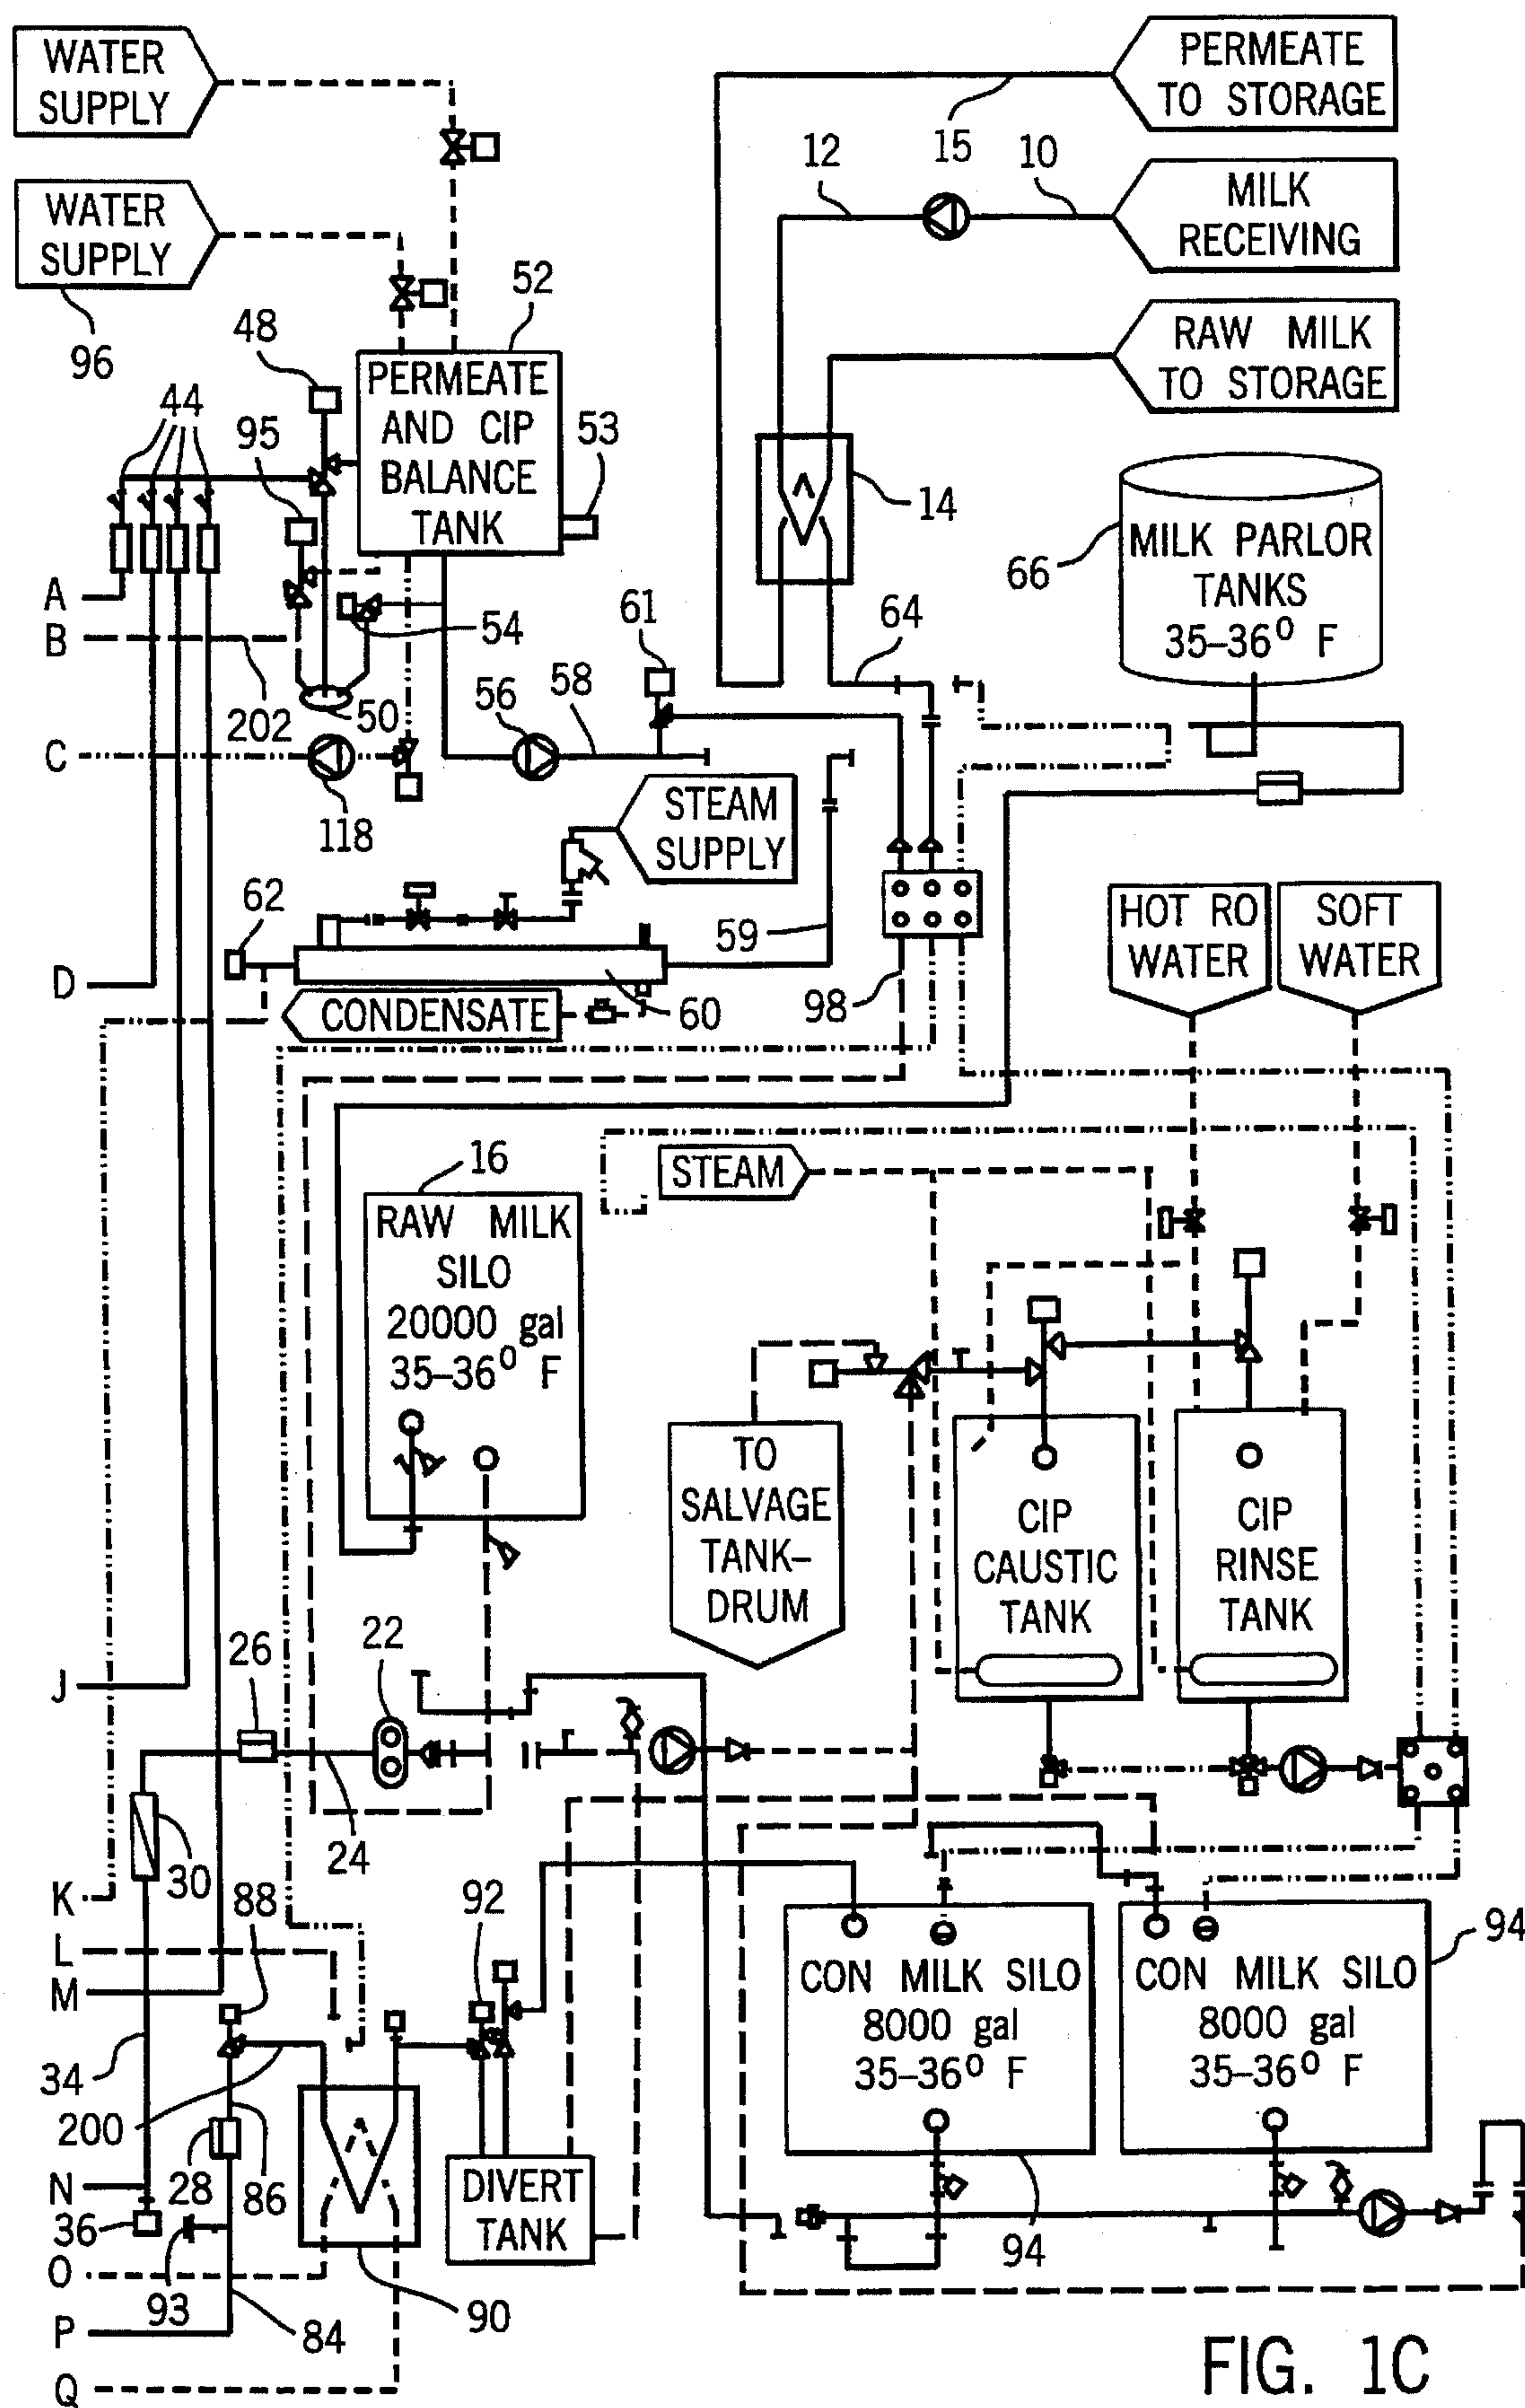 WATER
SUPPLY
PERMEATE
TO STORAGE
15
12
10
MILK
RECEIVING
WATER
SUPPLY
96
RAW MILK
TO STORAGE
52
48
PERMEATE
AND CIP
BALANCE
TANK
53
44
95
14
MILK PARLOR
TANKS
35–36º F
66
A
B
54
61
64
202
50
56
58
C
118
STEAM
SUPPLY
62
59
HOT RO
WATER
SOFT
WATER
D
CONDENSATE
60
98
16
STEAM
RAW MILK
SILO
20000 gal
35–36º F
TO
SALVAGE
TANK–
DRUM
CIP
CAUSTIC
TANK
CIP
RINSE
TANK
J
26
22
24
30
K
88
92
L
M
CON MILK SILO
8000 gal
35–36º F
CON MILK SILO
8000 gal
35–36º F
94
34
200
28
86
N
36
DIVERT
TANK
94
O
93
90
P
84
Q
FIG. 1C